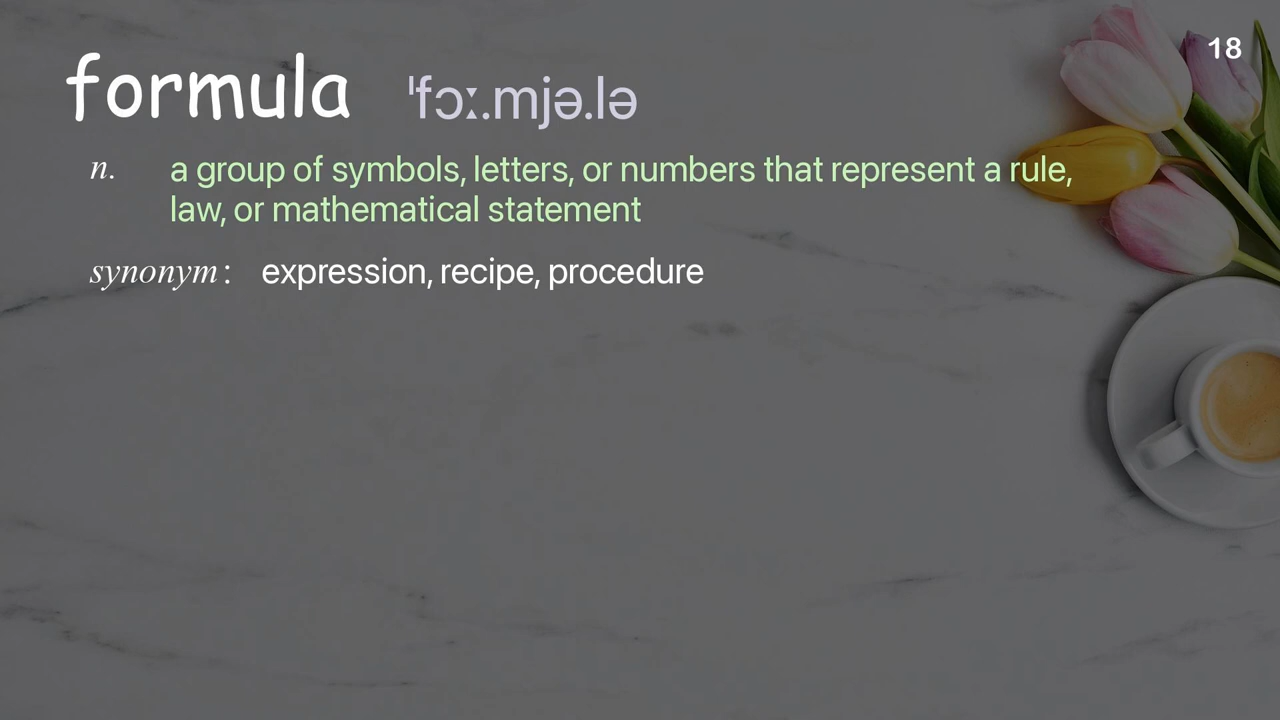 18
formula ˈfɔː.mjə.lə
n. a group of symbols, letters, or numbers that represent a rule,
law, or mathematical statement
synonym: expression, recipe, procedure